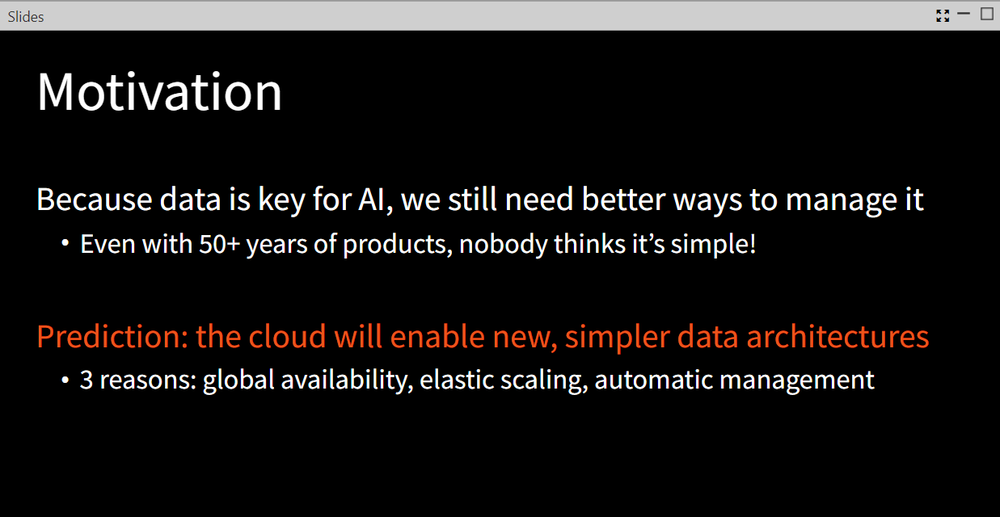 Slides
Motivation
Because data is key for AI, we still need better ways to manage it
• Even with 50+ years of products, nobody thinks it’s simple!
Prediction: the cloud will enable new, simpler data architectures
• 3 reasons: global availability, elastic scaling, automatic management